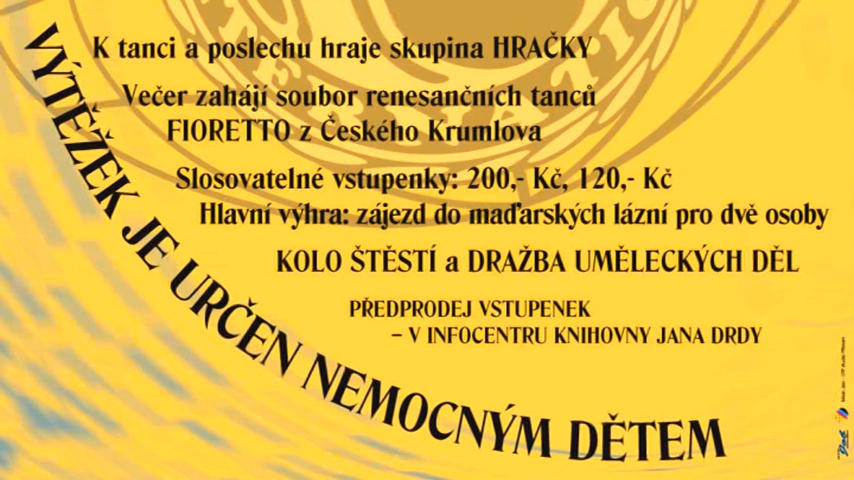 K tanci a poslechu hraje skupina HRAČKY
Večer zahájí soubor renesančních tanců
FIORETTO z Českého Krumlova
Slosovatelné vstupenky: 200,- Kč, 120,- Kč
Hlavní výhra: zájezd do maďarských lázní pro dvě osoby
KOLO ŠTĚSTÍ a DRAŽBA UMĚLECKÝCH DĚL
PŘEDPRODEJ VSTUPENEK
– V INFOCENTRU KNIHOVNY JANA DRDY
VÝTĚŽEK JE URČEN NEMOCNÝM DĚTEM